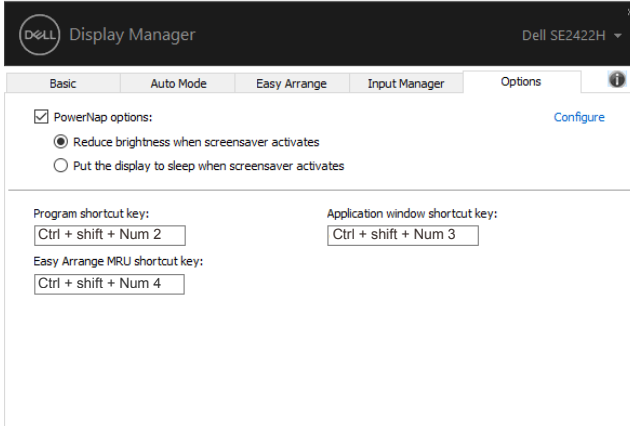 DELL Display Manager
Dell SE2422H
Basic
Auto Mode
Easy Arrange
Input Manager
Options
PowerNap options:
Configure
Reduce brightness when screensaver activates
Put the display to sleep when screensaver activates
Program shortcut key:
Application window shortcut key:
Ctrl + shift + Num 2
Ctrl + shift + Num 3
Easy Arrange MRU shortcut key:
Ctrl + shift + Num 4